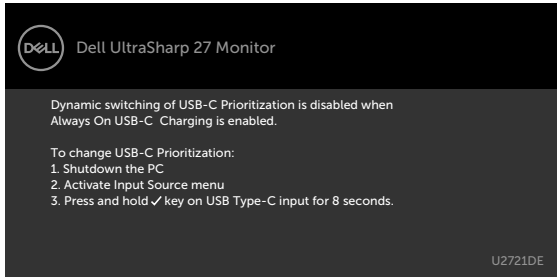 DELL
Dell UltraSharp 27 Monitor
Dynamic switching of USB-C Prioritization is disabled when
Always On USB-C Charging is enabled.
To change USB-C Prioritization:
1. Shutdown the PC
2. Activate Input Source menu
3. Press and hold ✓ key on USB Type-C input for 8 seconds.
U2721DE